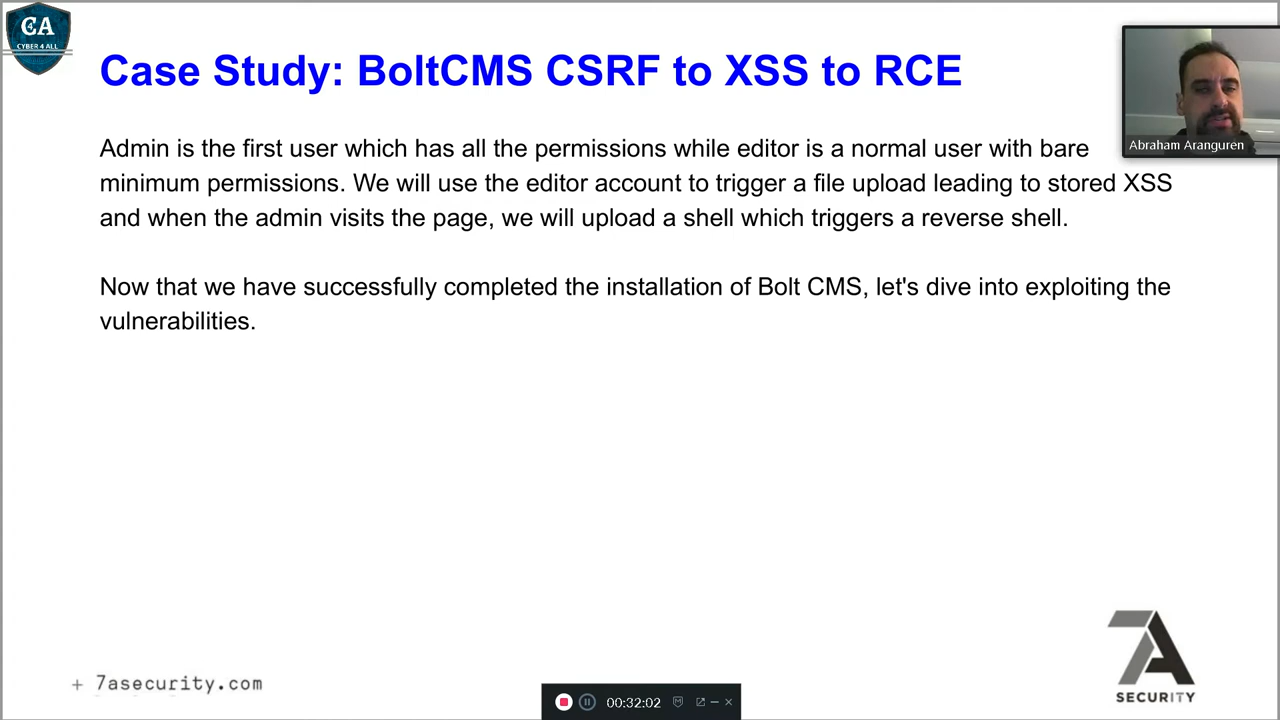 CA
CYBER 4 ALL
Case Study: BoltCMS CSRF to XSS to RCE
Abraham Aranguren
Admin is the first user which has all the permissions while editor is a normal user with bare
minimum permissions. We will use the editor account to trigger a file upload leading to stored XSS
and when the admin visits the page, we will upload a shell which triggers a reverse shell.
Now that we have successfully completed the installation of Bolt CMS, let's dive into exploiting the
vulnerabilities.
+ 7asecurity.com
00:32:02
7A
SECURITY